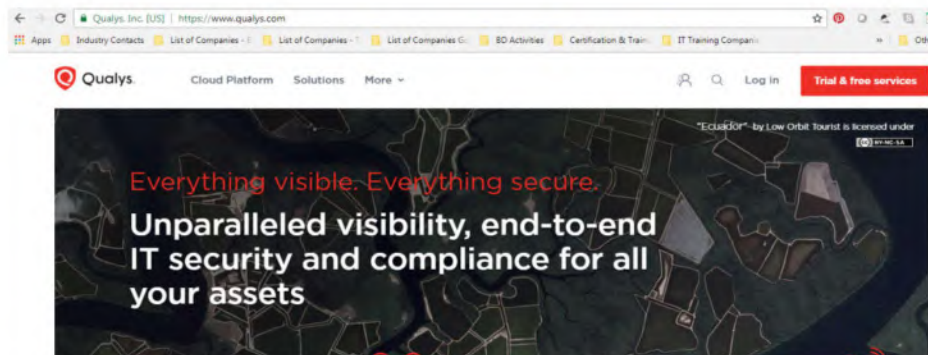 Qualys, Inc. [US] | https://www.qualys.com
Apps Industry Contacts List of Companies - List of Companies - List of Companies BD Activities Certification & Train IT Training Compani
Qualys. Cloud Platform Solutions More Log in Trial & free services
"Ecuador" by Low Orbit Tourist is licensed under
CC BY-NC-SA
Everything visible. Everything secure.
Unparalleled visibility, end-to-end
IT security and compliance for all
your assets